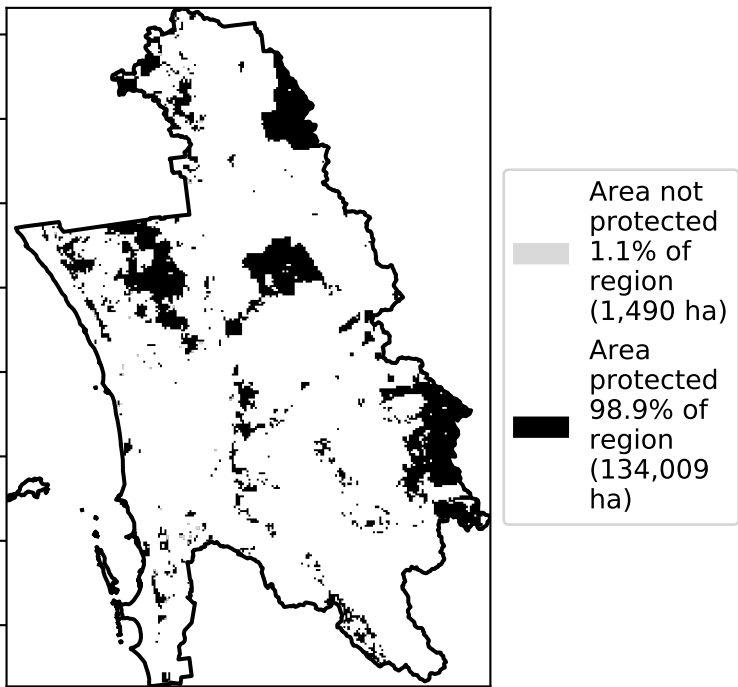 Area not
protected
1.1% of
region
(1,490 ha)
Area
protected
98.9% of
region
(134,009
ha)